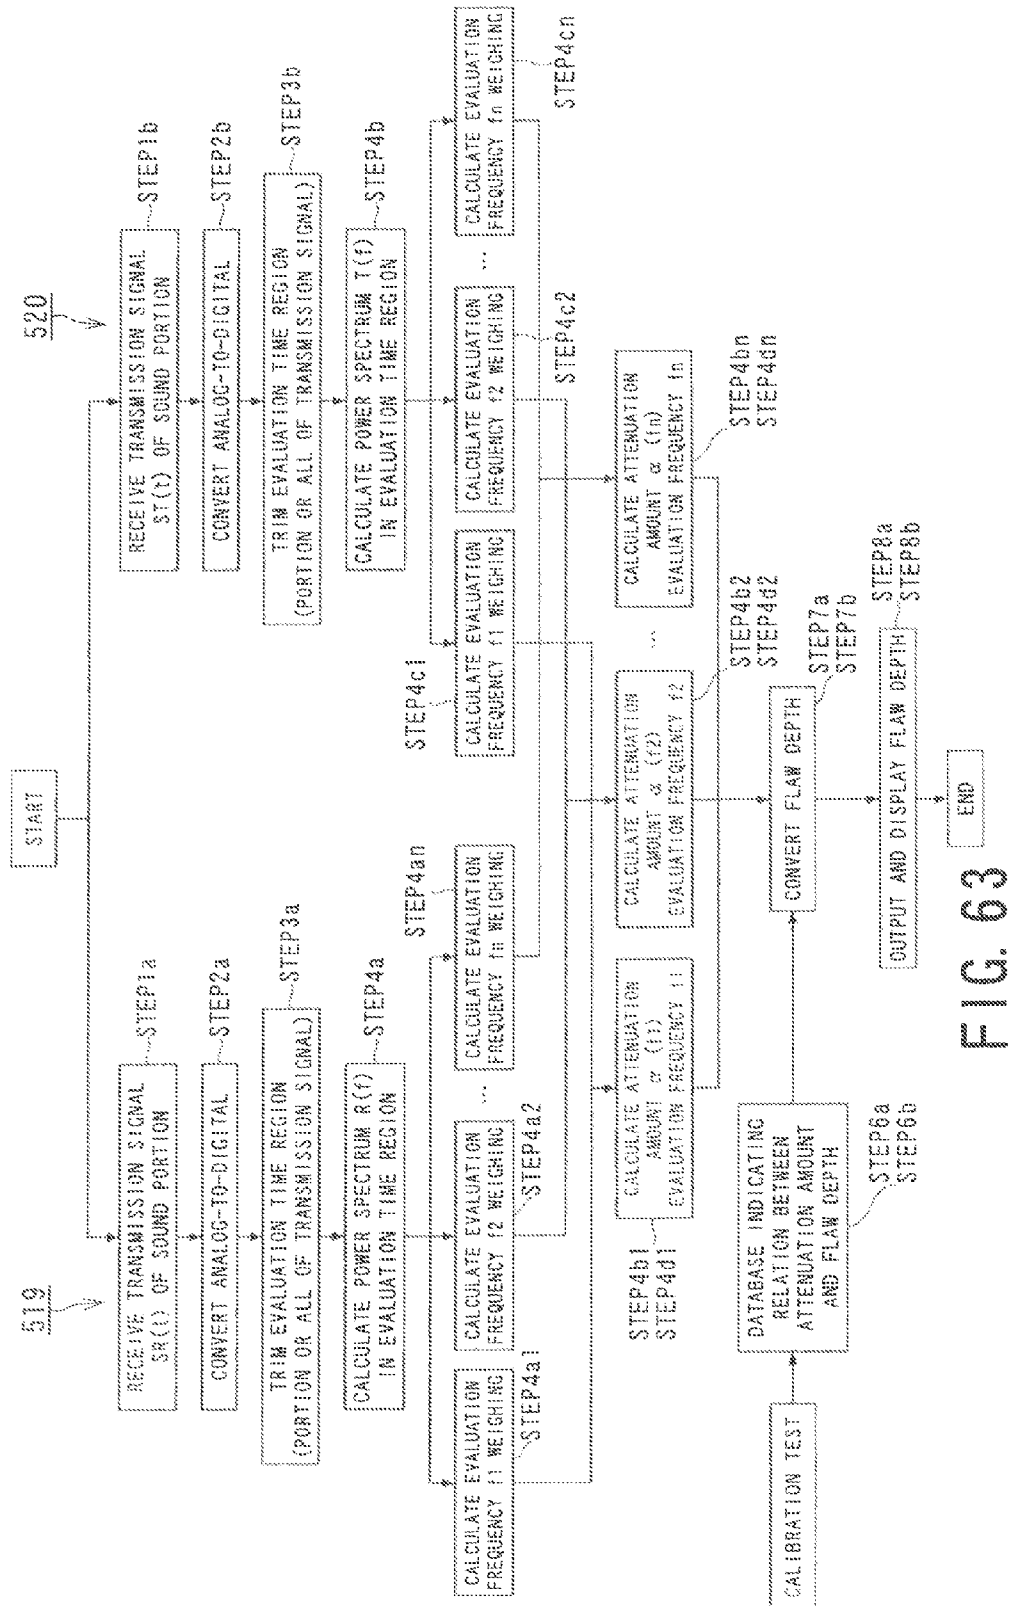 START
519
RECEIVE TRANSMISSION SIGNAL
SR(t) OF SOUND PORTION
STEP1a
CONVERT ANALOG-TO-DIGITAL
STEP2a
TRIM EVALUATION TIME REGION
(PORTION OR ALL OF TRANSMISSION SIGNAL)
STEP3a
CALCULATE POWER SPECTRUM R(f)
IN EVALUATION TIME REGION
STEP4a
520
RECEIVE TRANSMISSION SIGNAL
ST(t) OF SOUND PORTION
STEP1b
CONVERT ANALOG-TO-DIGITAL
STEP2b
TRIM EVALUATION TIME REGION
(PORTION OR ALL OF TRANSMISSION SIGNAL)
STEP3b
CALCULATE POWER SPECTRUM T(f)
IN EVALUATION TIME REGION
STEP4b
CALCULATE EVALUATION
FREQUENCY f1 WEIGHING
STEP4a1
CALCULATE EVALUATION
FREQUENCY f2 WEIGHING
STEP4a2
...
CALCULATE EVALUATION
FREQUENCY fn WEIGHING
STEP4an
CALCULATE EVALUATION
FREQUENCY f1 WEIGHING
STEP4c1
CALCULATE EVALUATION
FREQUENCY f2 WEIGHING
STEP4c2
...
CALCULATE EVALUATION
FREQUENCY fn WEIGHING
STEP4cn
CALCULATE ATTENUATION
AMOUNT α (f1)
EVALUATION FREQUENCY f1
STEP4b1
STEP4d1
CALCULATE ATTENUATION
AMOUNT α (f2)
EVALUATION FREQUENCY f2
STEP4b2
STEP4d2
...
CALCULATE ATTENUATION
AMOUNT α (fn)
EVALUATION FREQUENCY fn
STEP4bn
STEP4dn
CALIBRATION TEST
DATABASE INDICATING
RELATION BETWEEN
ATTENUATION AMOUNT
AND FLAW DEPTH
STEP6a
STEP6b
CONVERT FLAW DEPTH
STEP7a
STEP7b
OUTPUT AND DISPLAY FLAW DEPTH
STEP8a
STEP8b
END
FIG. 63